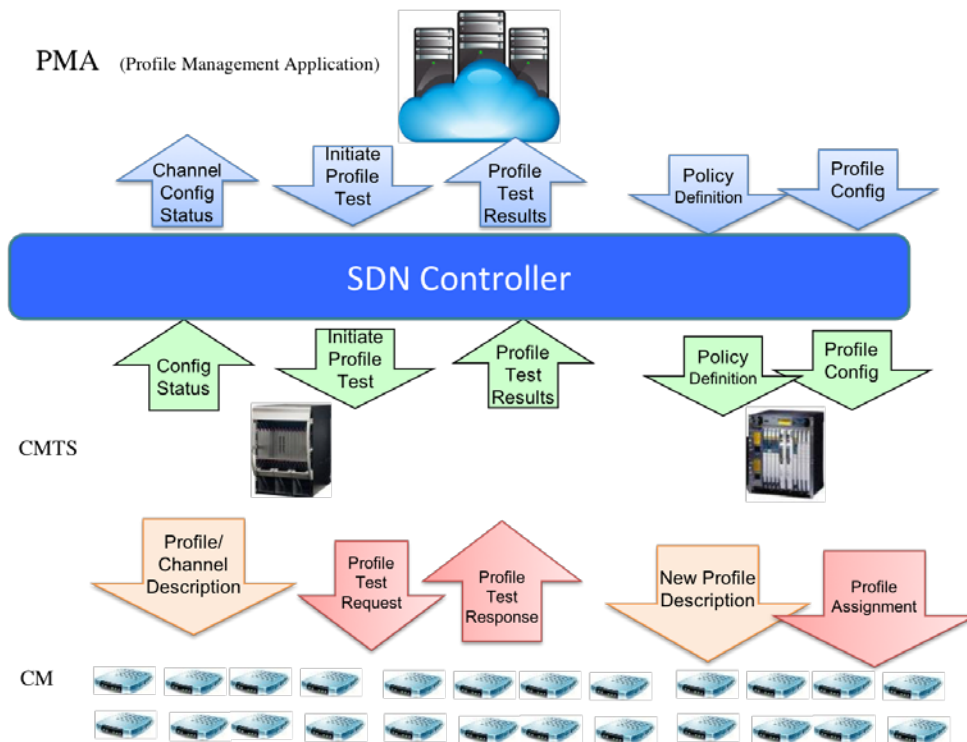 PMA (Profile Management Application)
Channel
Config
Status
Initiate
Profile
Test
Profile
Test
Results
Policy
Definition
Profile
Config
SDN Controller
Config
Status
Initiate
Profile
Test
Profile
Test
Results
Policy
Definition
Profile
Config
CMTS
Profile/
Channel
Description
Profile
Test
Request
Profile
Test
Response
New Profile
Description
Profile
Assignment
CM